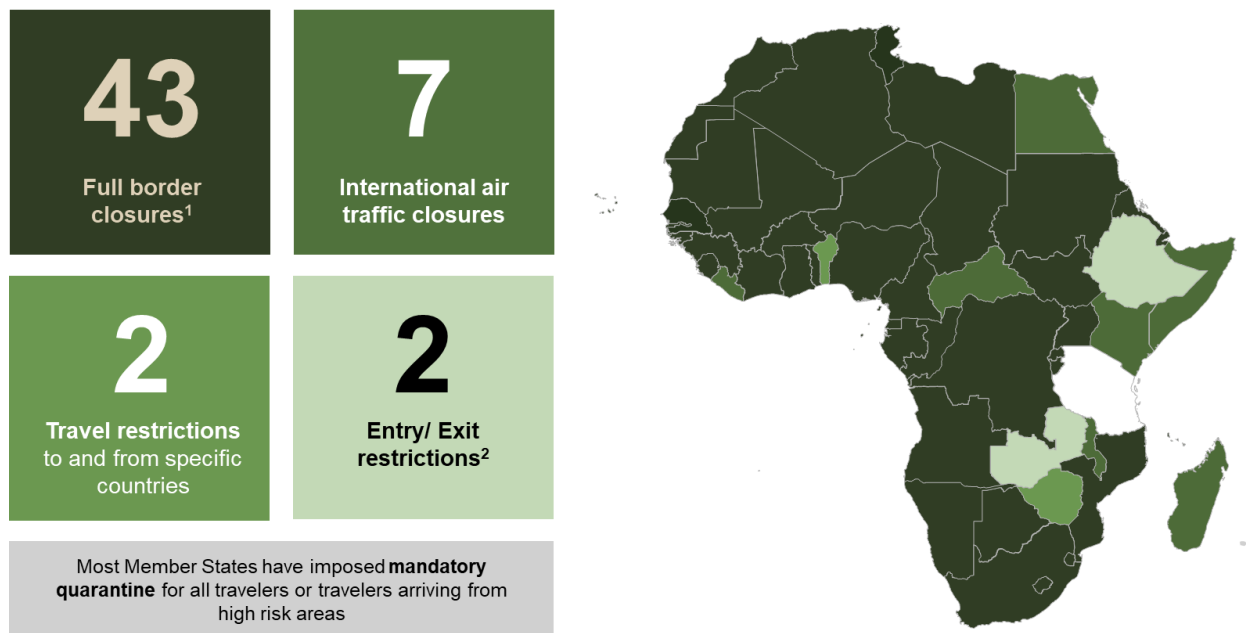 43
Full border
closures¹
7
International air
traffic closures
2
Travel restrictions
to and from specific
countries
2
Entry/ Exit
restrictions²
Most Member States have imposed mandatory
quarantine for all travelers or travelers arriving from
high risk areas